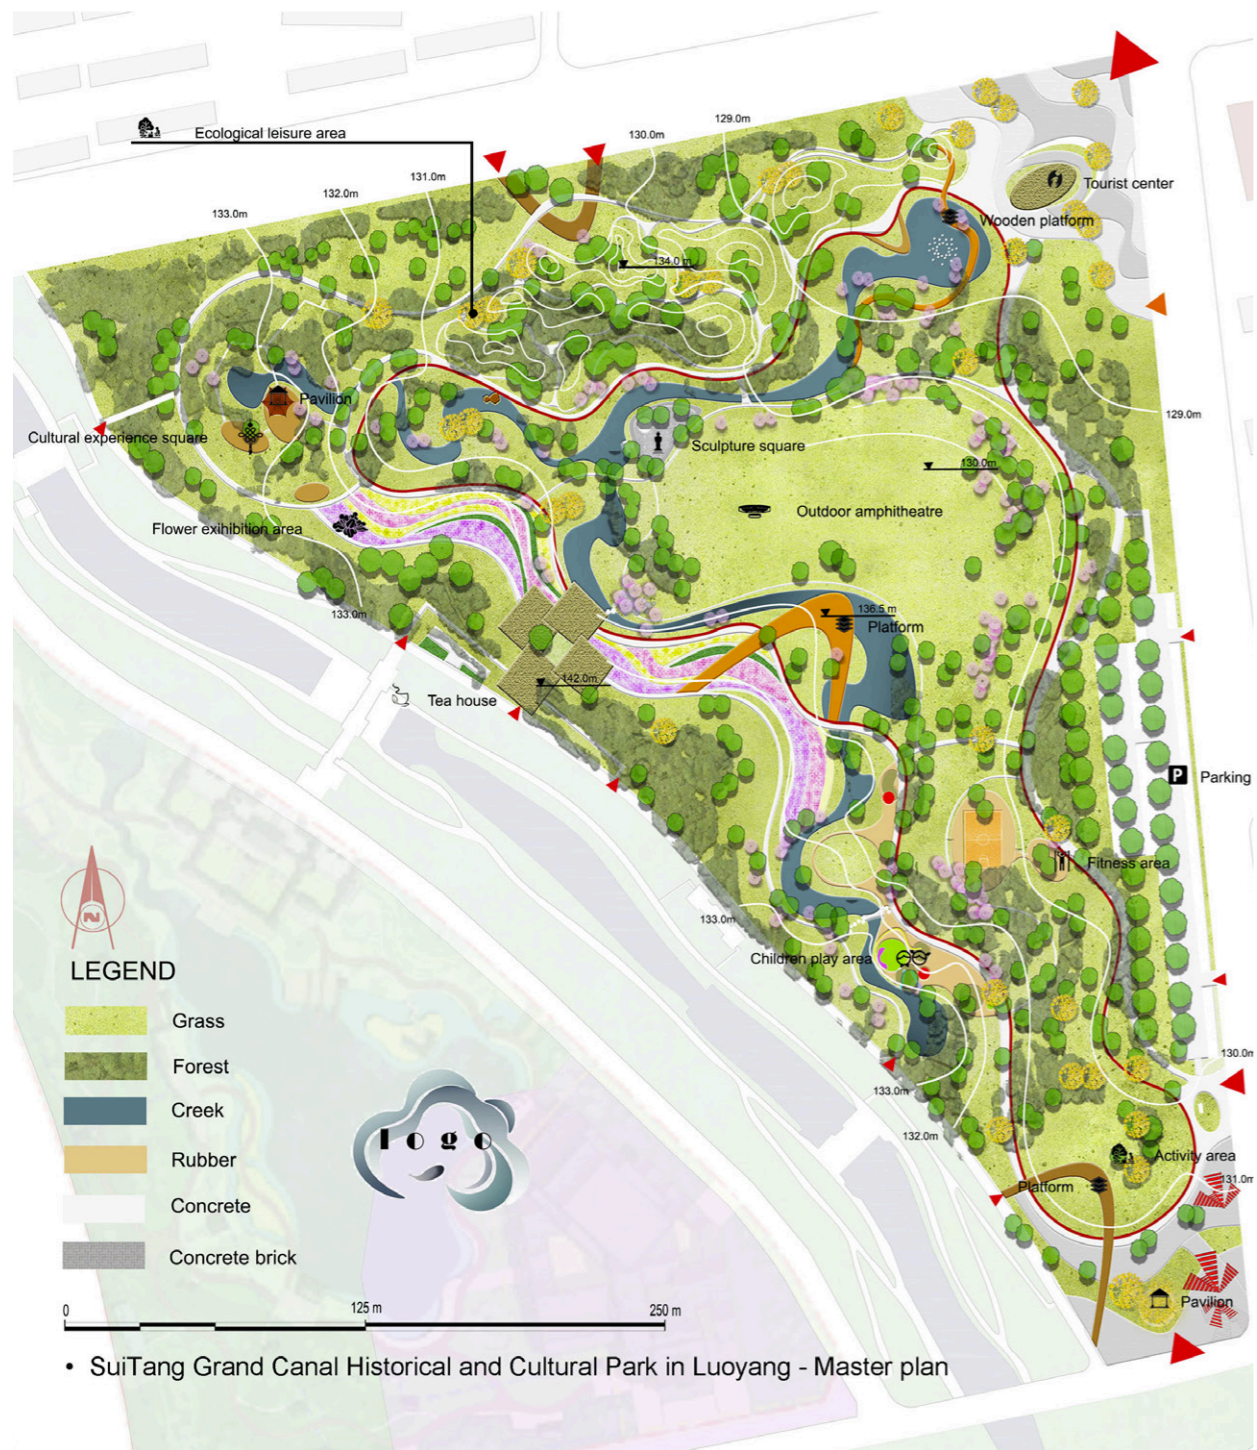 Ecological leisure area
133.0m
132.0m
131.0m
130.0m
129.0m
Tourist center
Wooden platform
134.0 m
Pavilion
Cultural experience square
129.0m
Sculpture square
130.0m
Outdoor amphitheatre
Flower exihibition area
133.0m
136.5 m
Platform
142.0m
Tea house
P
Parking
Fitness area
133.0m
Children play area
N
LEGEND
Grass
Forest
Creek
Rubber
Concrete
Concrete brick
130.0m
133.0m
132.0m
logo
Activity area
131.0m
Platform
Pavilion
0
125 m
250 m
• SuiTang Grand Canal Historical and Cultural Park in Luoyang - Master plan